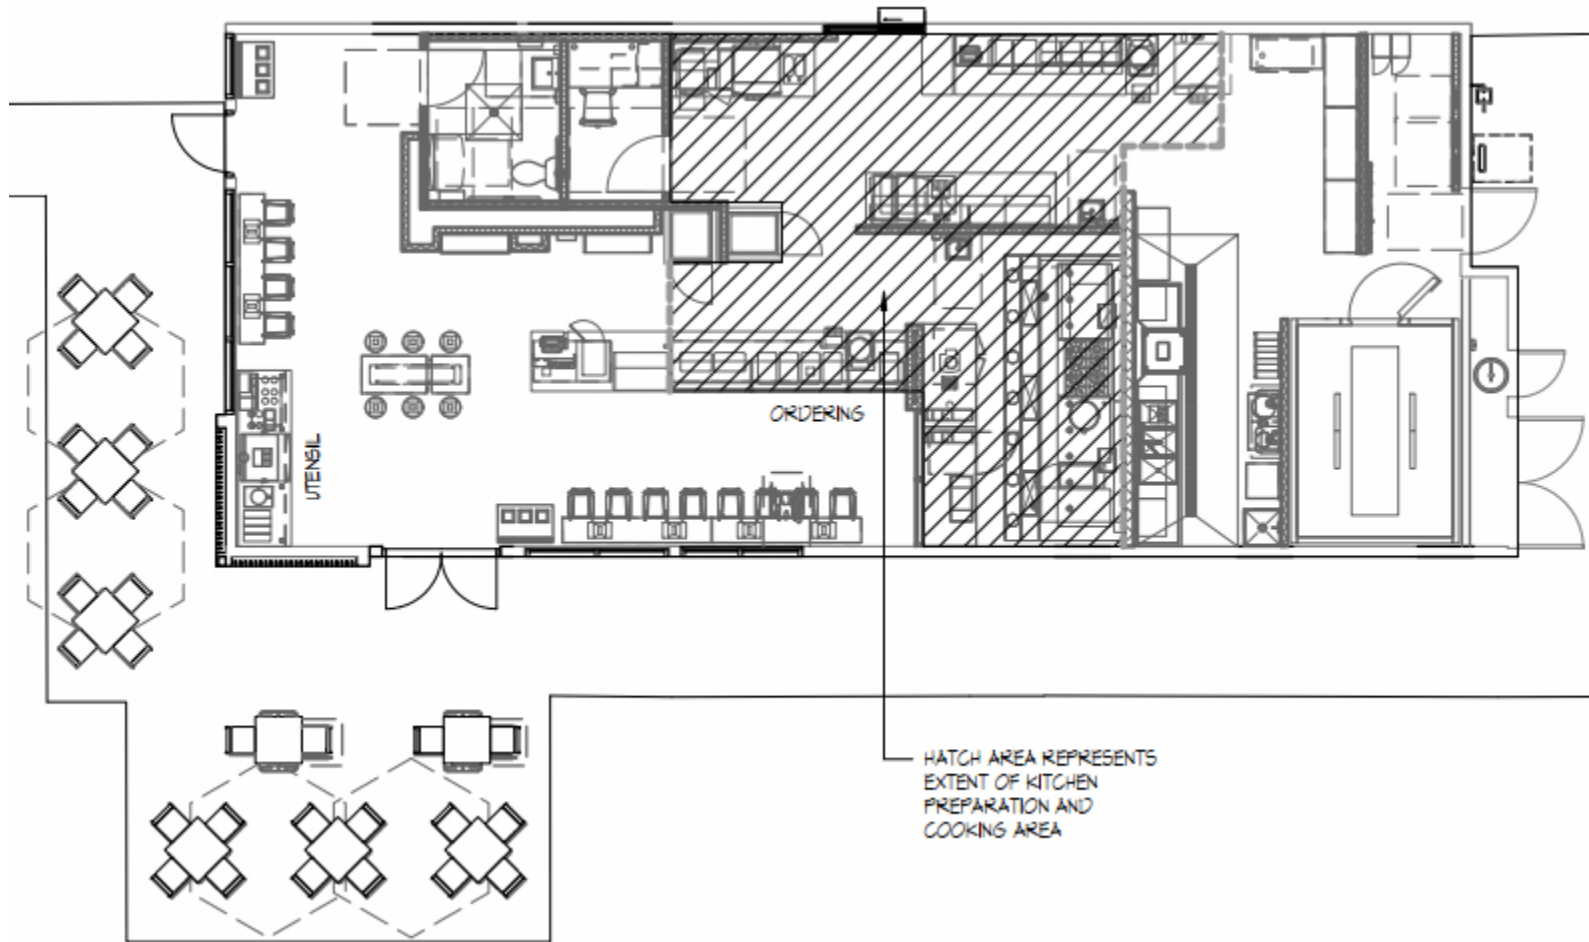 ORDERING
UTENSIL
HATCH AREA REPRESENTS
EXTENT OF KITCHEN
PREPARATION AND
COOKING AREA